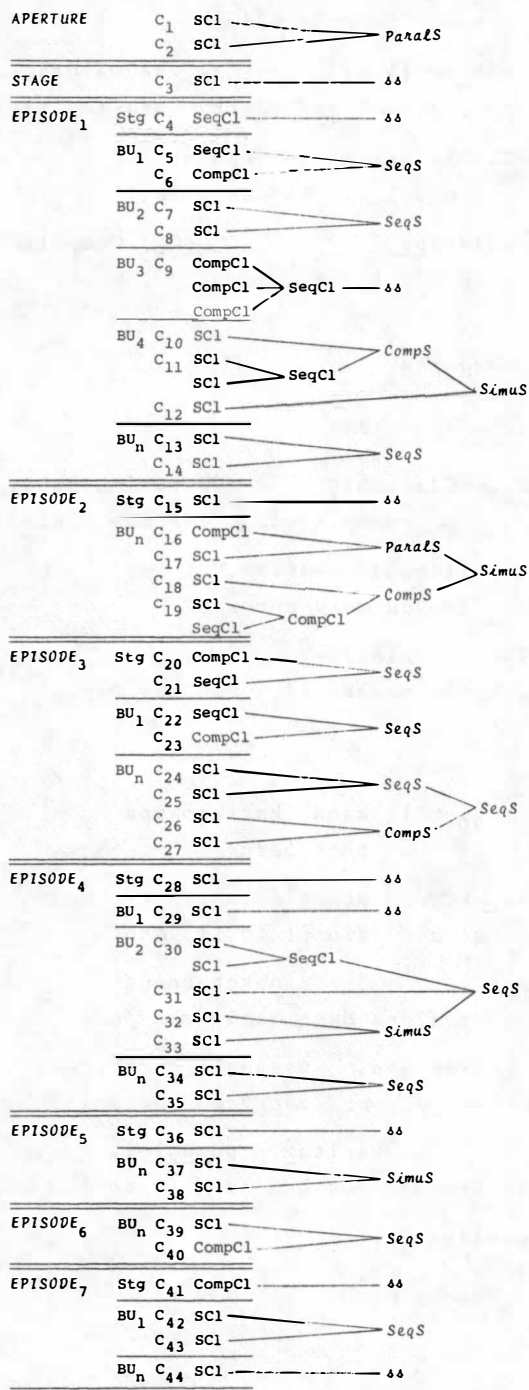 APERTURE C1 SCl
ParalS
C2 SCl
STAGE C3 SCl ss
EPISODE1 Stg C4 SeqCl ss
BU1 C5 SeqCl
SeqS
C6 CompCl
BU2 C7 SCl
SeqS
C8 SCl
BU3 C9 CompCl
CompCl SeqCl ss
CompCl
BU4 C10 SCl
CompS
C11 SCl
SeqCl
SCl
SimuS
C12 SCl
BUn C13 SCl
SeqS
C14 SCl
EPISODE2 Stg C15 SCl ss
BUn C16 CompCl
ParalS
C17 SCl
SimuS
C18 SCl
CompS
C19 SCl
CompCl
SeqCl
EPISODE3 Stg C20 CompCl
SeqS
C21 SeqCl
BU1 C22 SeqCl
SeqS
C23 CompCl
BUn C24 SCl
SeqS
C25 SCl
SeqS
C26 SCl
CompS
C27 SCl
EPISODE4 Stg C28 SCl ss
BU1 C29 SCl ss
BU2 C30 SCl
SeqCl
SCl
C31 SCl SeqS
C32 SCl
SimuS
C33 SCl
BUn C34 SCl
SeqS
C35 SCl
EPISODE5 Stg C36 SCl ss
BUn C37 SCl
SimuS
C38 SCl
EPISODE6 BUn C39 SCl
SeqS
C40 CompCl
EPISODE7 Stg C41 CompCl ss
BU1 C42 SCl
SeqS
C43 SCl
BUn C44 SCl ss